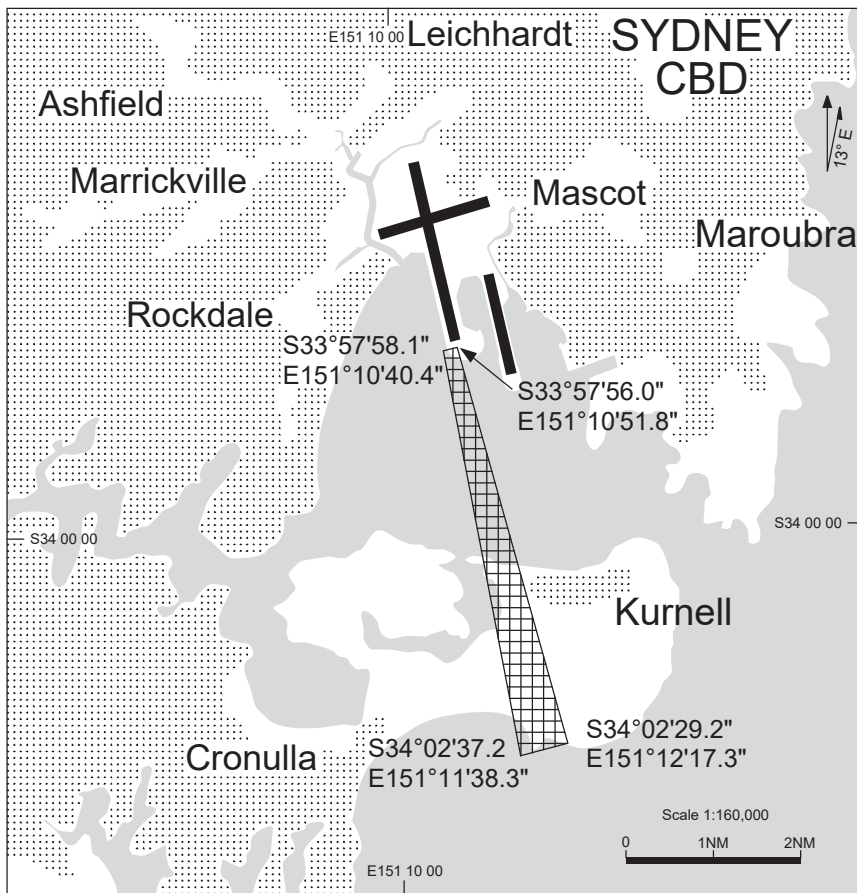 E151 10 00
Leichhardt
SYDNEY
CBD
Ashfield
13° E
Marrickville
Mascot
Maroubra
Rockdale
S33°57'58.1"
E151°10'40.4"
S33°57'56.0"
E151°10'51.8"
S34 00 00
S34 00 00
Kurnell
S34°02'29.2"
E151°12'17.3"
S34°02'37.2
E151°11'38.3"
Cronulla
Scale 1:160,000
0 1NM 2NM
E151 10 00